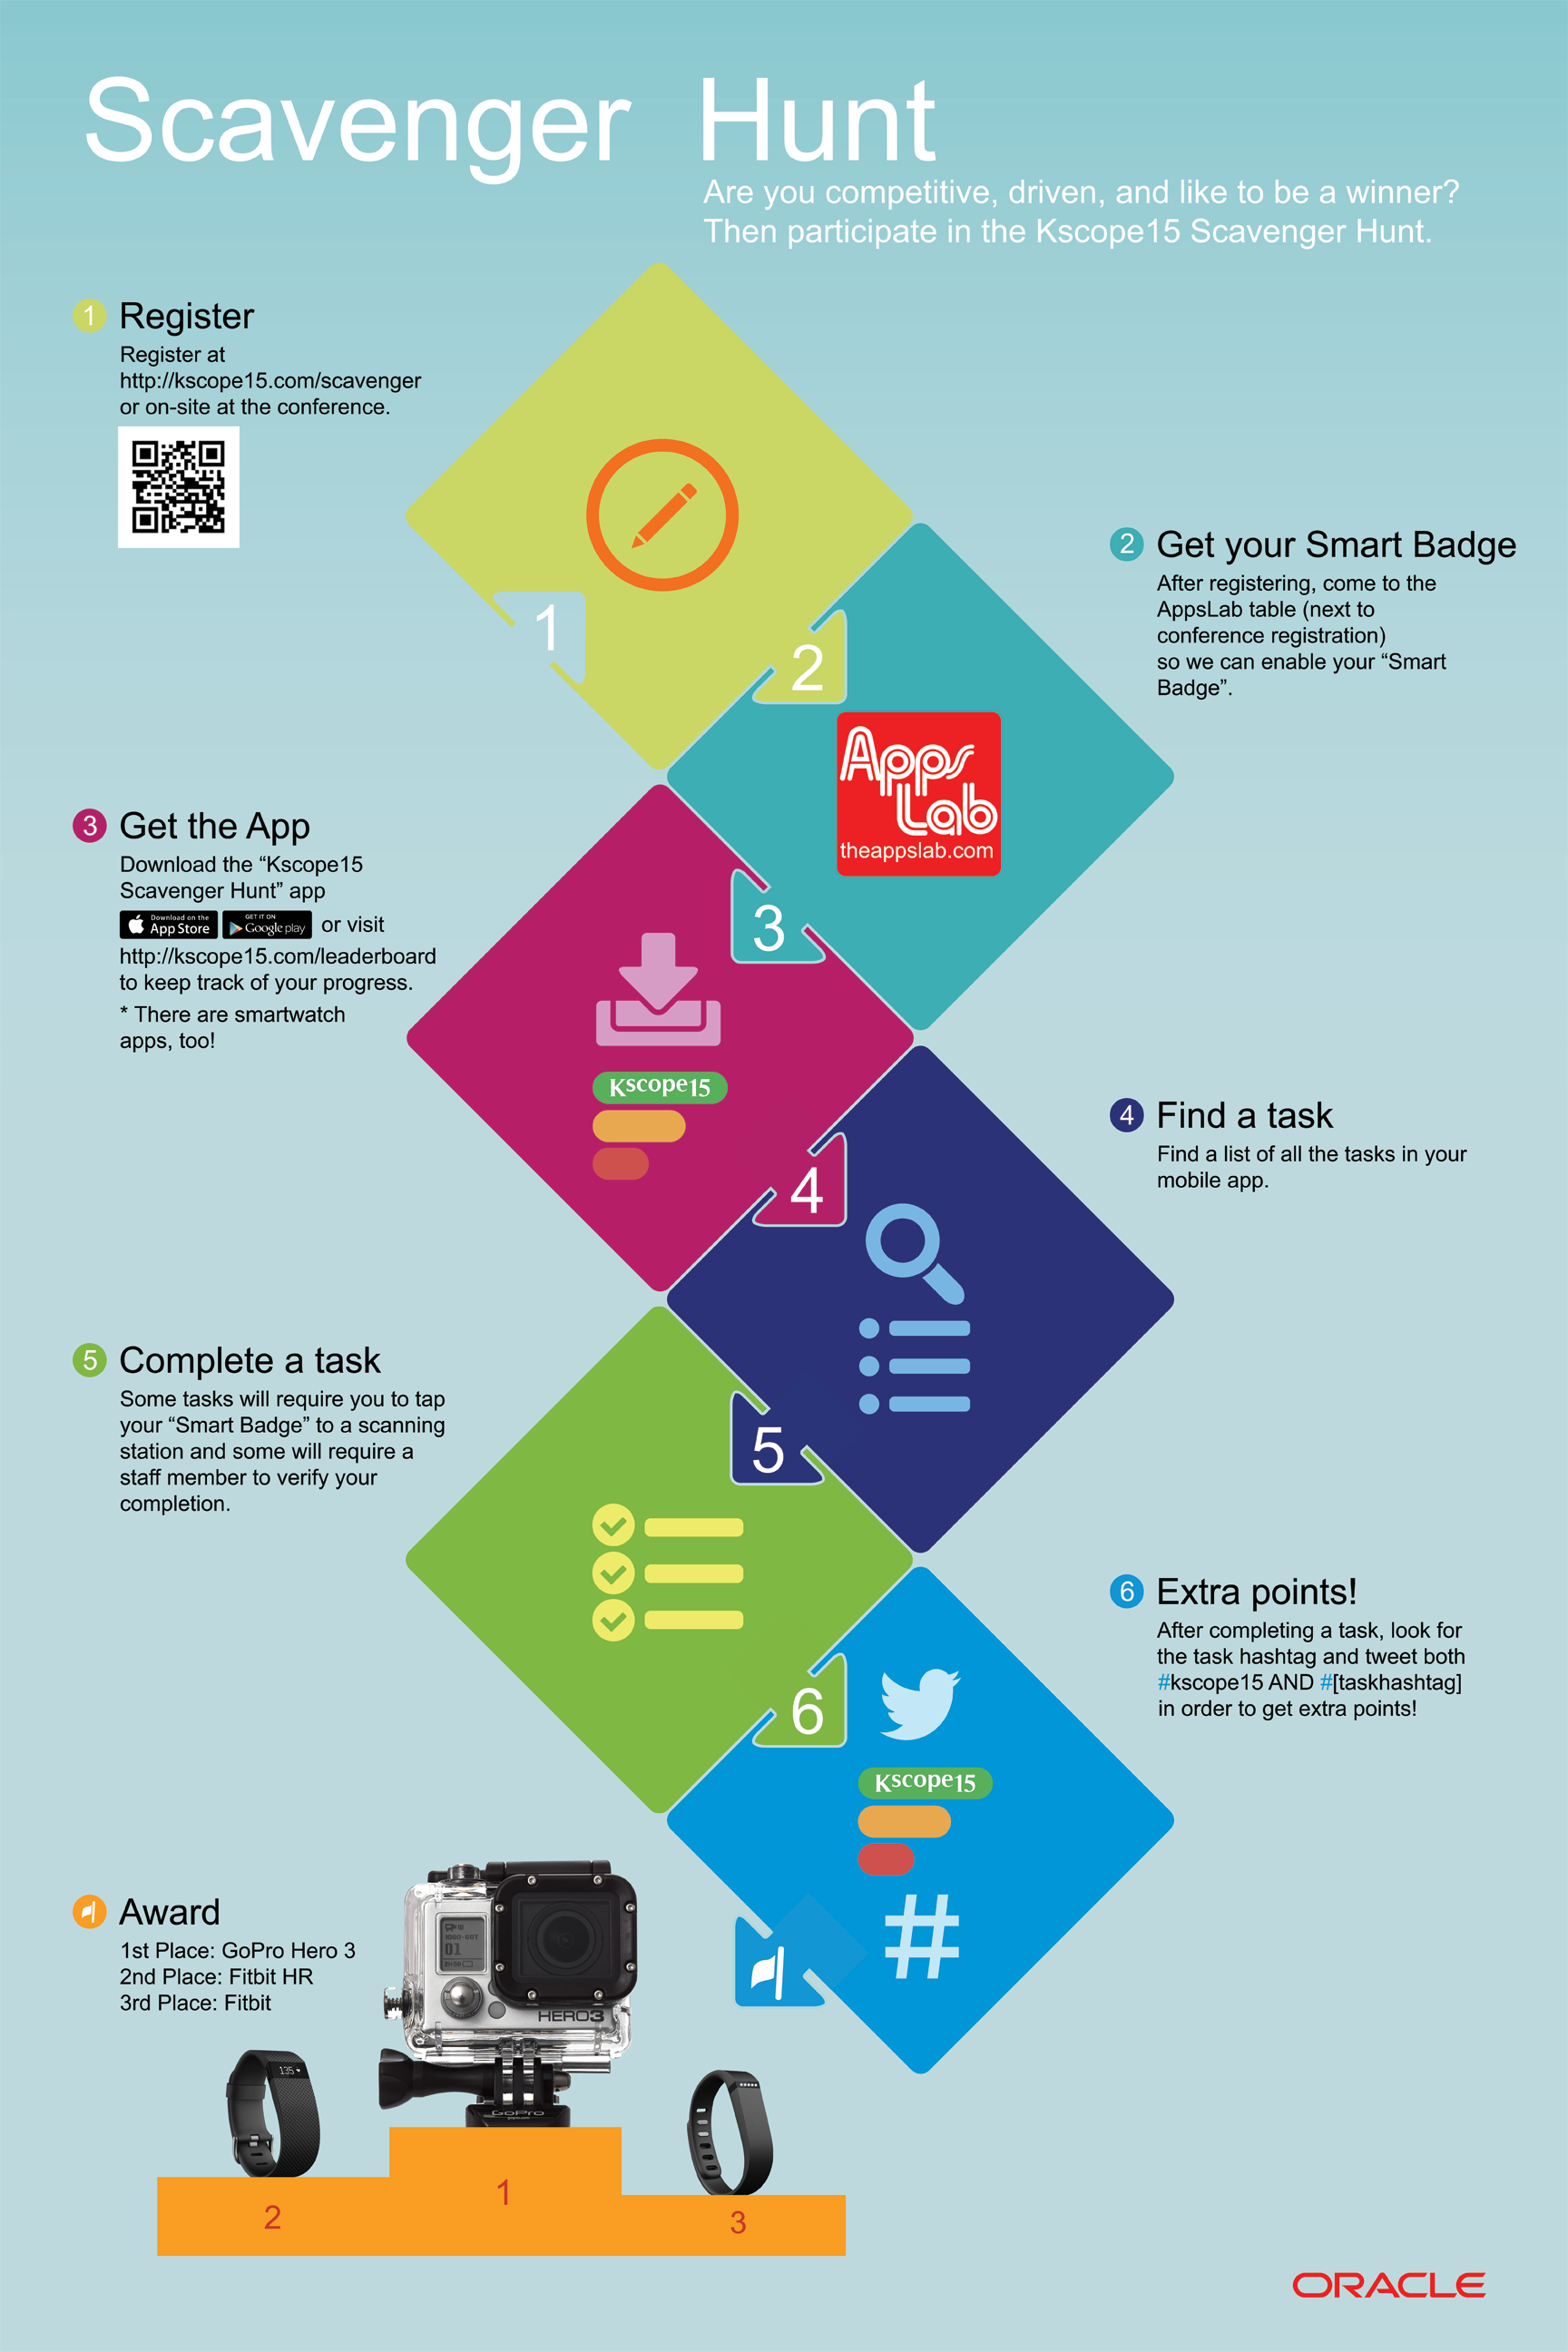 Scavenger Hunt
Are you competitive, driven, and like to be a winner?
Then participate in the Kscope15 Scavenger Hunt.
1 Register
Register at
http://kscope15.com/scavenger
or on-site at the conference.
1
2
2 Get your Smart Badge
After registering, come to the
AppsLab table (next to
conference registration)
so we can enable your “Smart
Badge”.
Apps
Lab
theappslab.com
3 Get the App
Download the “Kscope15
Scavenger Hunt” app
Download on the
App Store
GET IT ON
Google play
or visit
http://kscope15.com/leaderboard
to keep track of your progress.
* There are smartwatch
apps, too!
3
Kscope15
4
4 Find a task
Find a list of all the tasks in your
mobile app.
5 Complete a task
Some tasks will require you to tap
your “Smart Badge” to a scanning
station and some will require a
staff member to verify your
completion.
5
6
6 Extra points!
After completing a task, look for
the task hashtag and tweet both
#kscope15 AND #[taskhashtag]
in order to get extra points!
Kscope15
#
Award
1st Place: GoPro Hero 3
2nd Place: Fitbit HR
3rd Place: Fitbit
01
HERO3
GoPro
135
2
1
3
ORACLE